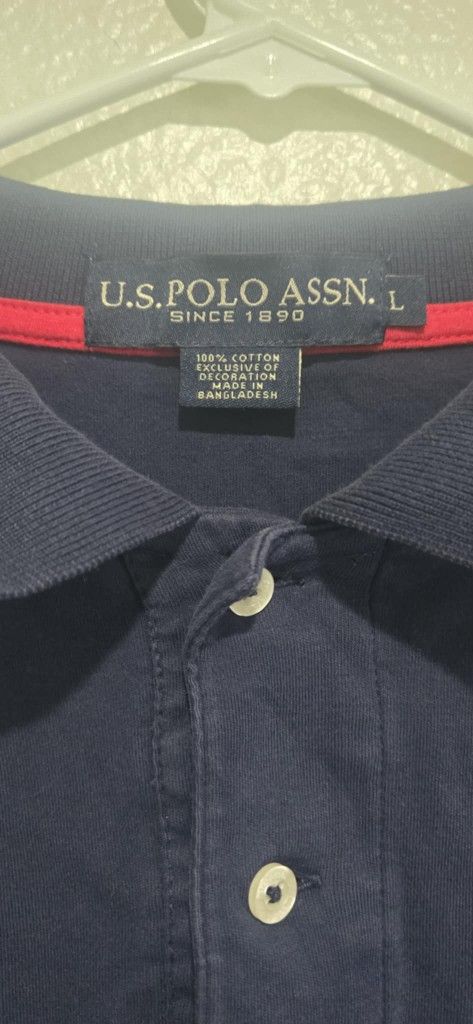 U.S. POLO ASSN.
SINCE 1890
L
100% COTTON
EXCLUSIVE OF
DECORATION
MADE IN
BANGLADESH